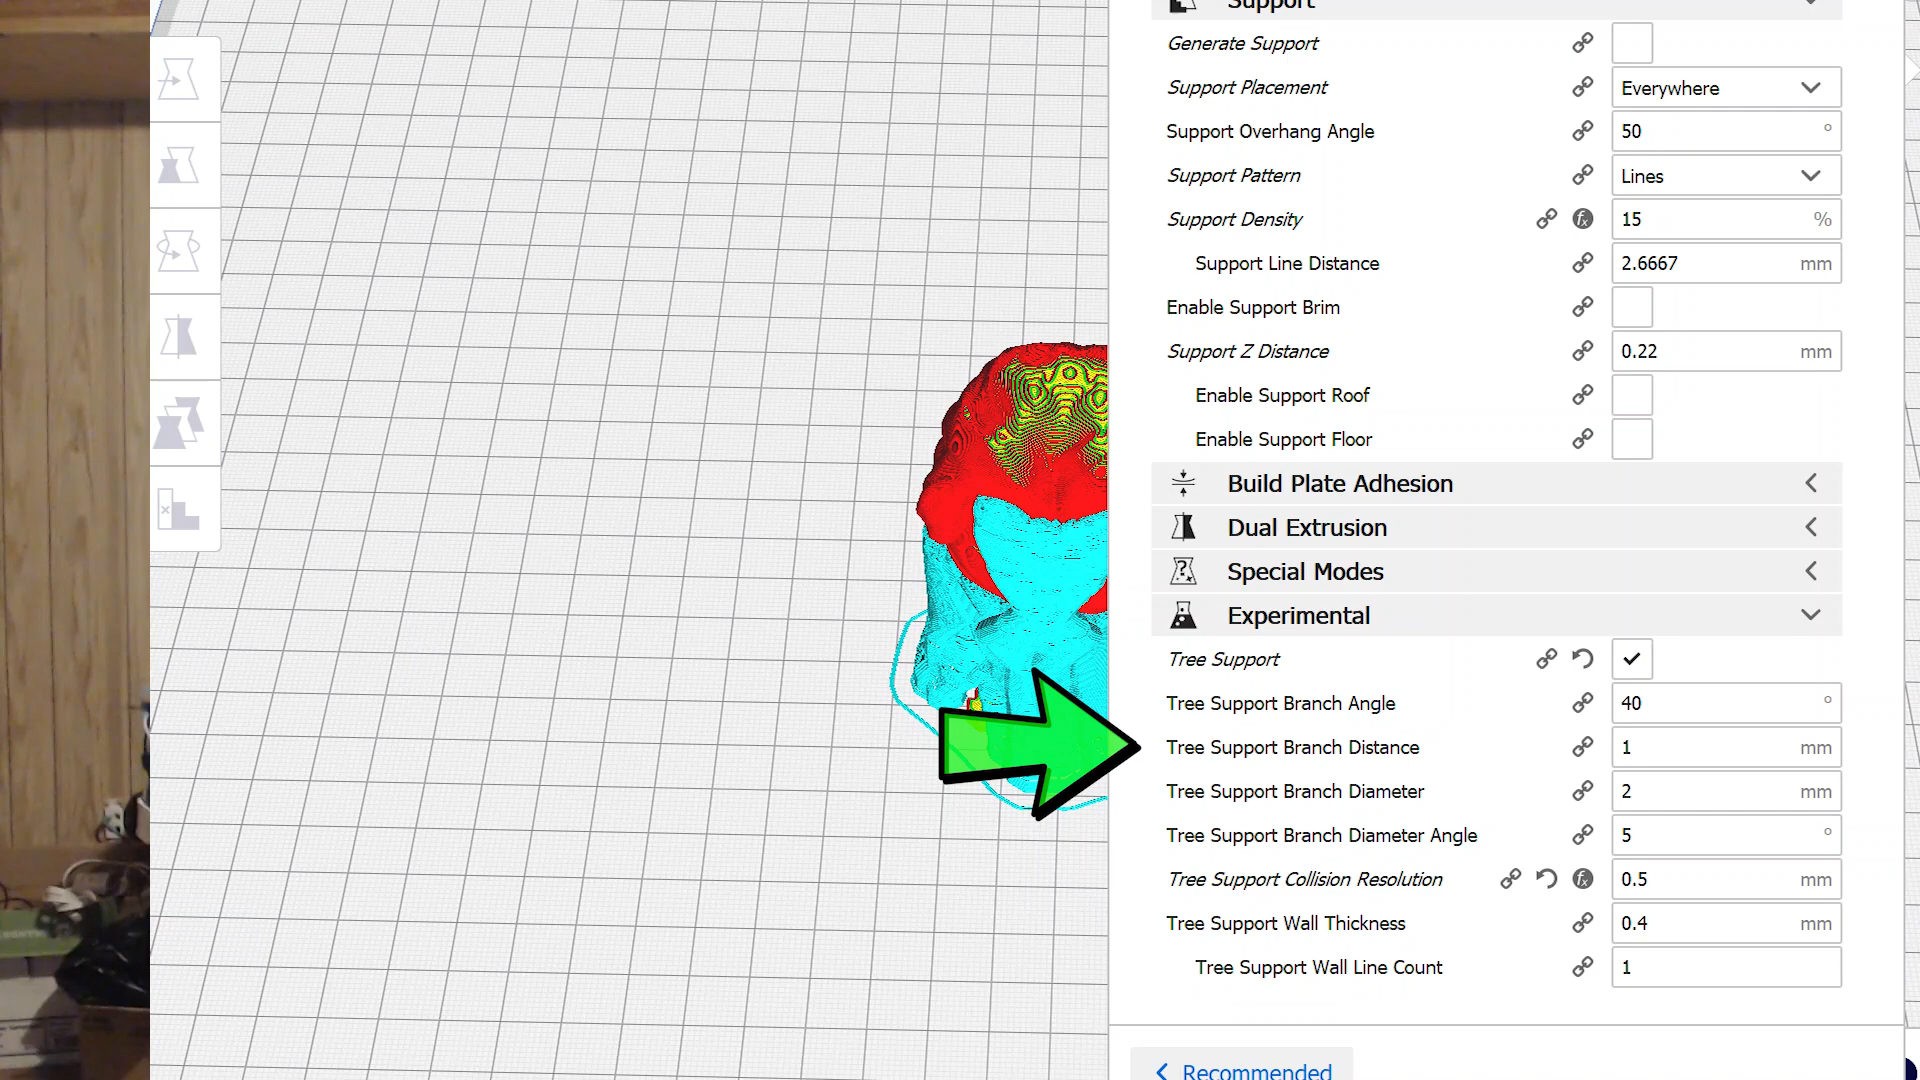 Support
Generate Support
Support Placement Everywhere
Support Overhang Angle 50 °
Support Pattern Lines
Support Density fx 15 %
Support Line Distance 2.6667 mm
Enable Support Brim
Support Z Distance 0.22 mm
Enable Support Roof
Enable Support Floor
Build Plate Adhesion
Dual Extrusion
Special Modes
Experimental
Tree Support
Tree Support Branch Angle 40 °
Tree Support Branch Distance 1 mm
Tree Support Branch Diameter 2 mm
Tree Support Branch Diameter Angle 5 °
Tree Support Collision Resolution fx 0.5 mm
Tree Support Wall Thickness 0.4 mm
Tree Support Wall Line Count 1
Recommended